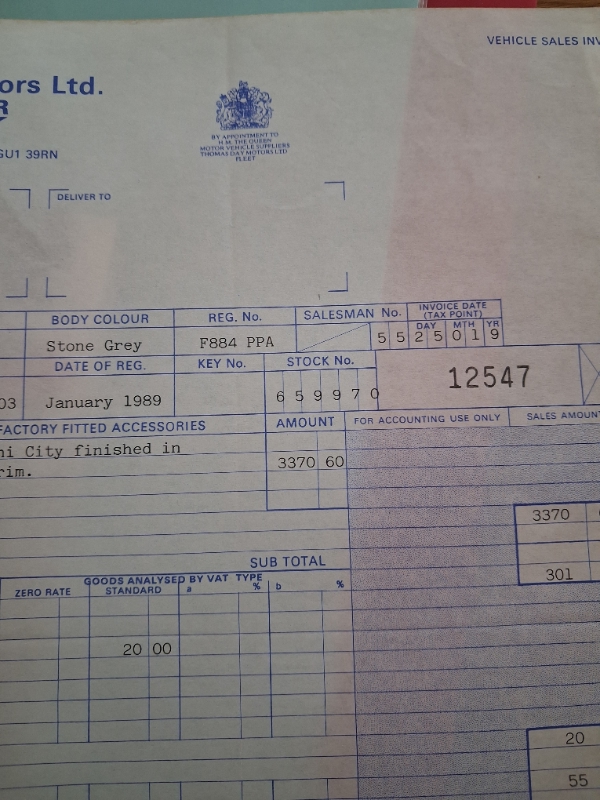 VEHICLE SALES INV
ors Ltd.
R
GU1 39RN
BY APPOINTMENT TO
H.M. THE QUEEN
MOTOR VEHICLE SUPPLIERS
THOMAS DAY MOTORS LTD
FLEET
DELIVER TO
BODY COLOUR REG. No. SALESMAN No. INVOICE DATE
(TAX POINT)
DAY MTH YR
Stone Grey F884 PPA 5 5 2 5 0 1 9
DATE OF REG. KEY No. STOCK No.
12547
03 January 1989 6 5 9 9 7 0
FACTORY FITTED ACCESSORIES AMOUNT FOR ACCOUNTING USE ONLY SALES AMOUNT
ni City finished in
rim. 3370 60
3370
SUB TOTAL
301
GOODS ANALYSED BY VAT TYPE
ZERO RATE STANDARD a % b %
20 00
20
55